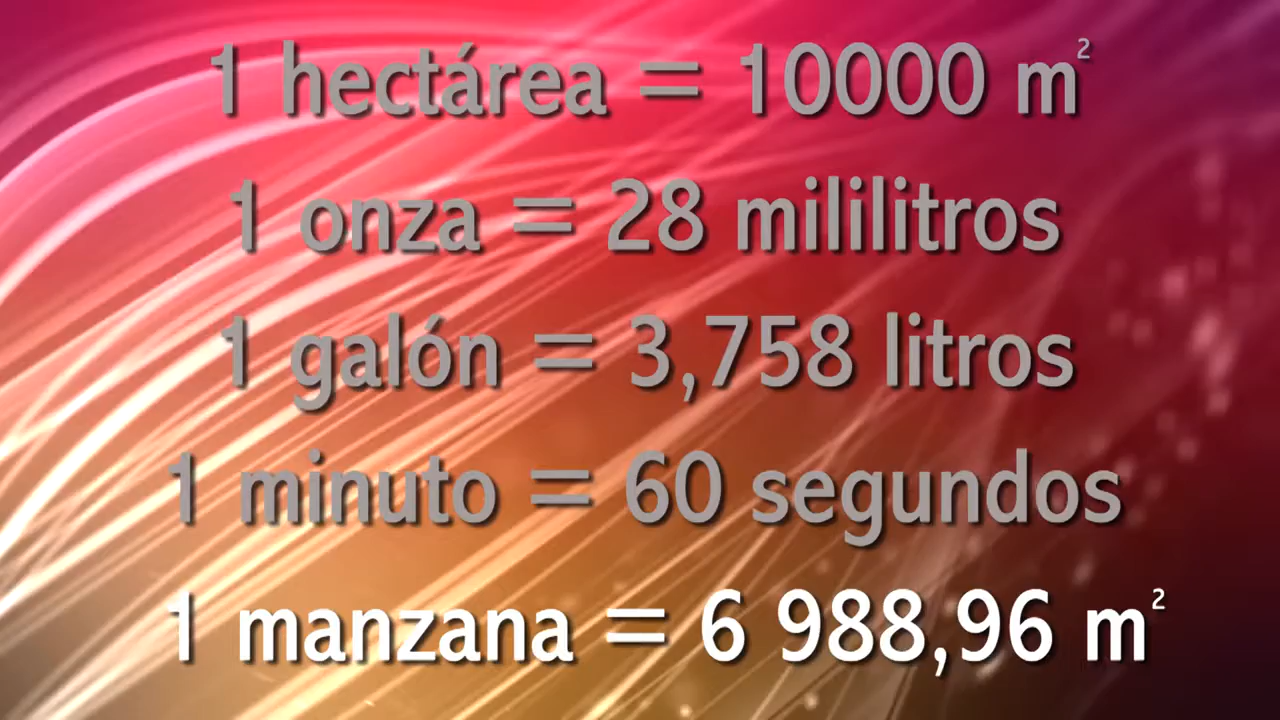 1 hectárea = 10000 m²
1 onza = 28 mililitros
1 galón = 3,758 litros
1 minuto = 60 segundos
1 manzana = 6 988,96 m²